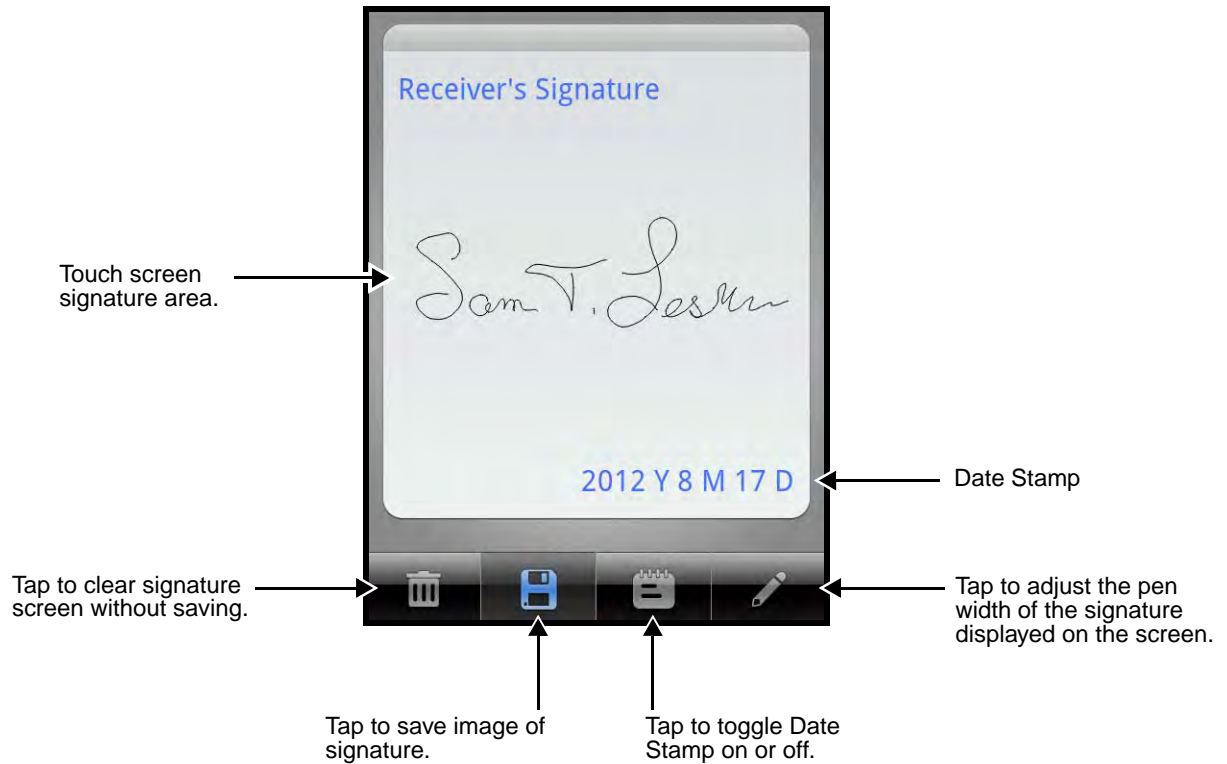 Receiver's Signature
Sam T.
Touch screen
signature area.
2012 Y 8 M 17 D
Date Stamp
Tap to clear signature
screen without saving.
Tap to adjust the pen
width of the signature
displayed on the screen.
Tap to save image of
signature.
Tap to toggle Date
Stamp on or off.